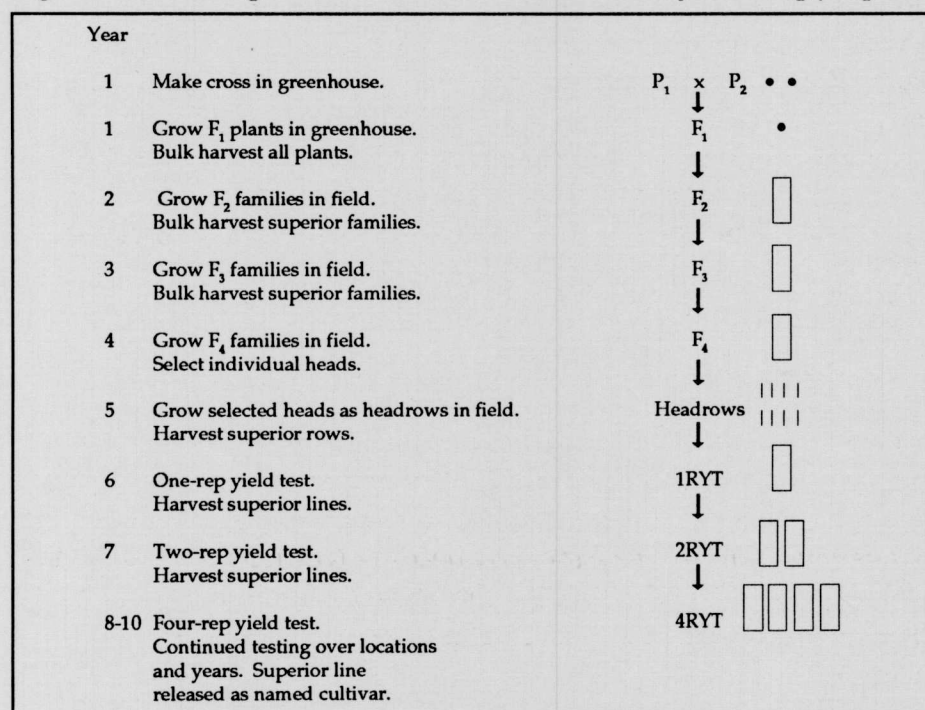 Year
1 Make cross in greenhouse. P₁ x P₂
1 Grow F₁ plants in greenhouse. F₁
Bulk harvest all plants.
2 Grow F₂ families in field. F₂
Bulk harvest superior families.
3 Grow F₃ families in field. F₃
Bulk harvest superior families.
4 Grow F₄ families in field. F₄
Select individual heads.
5 Grow selected heads as headrows in field. Headrows
Harvest superior rows.
6 One-rep yield test. 1RYT
Harvest superior lines.
7 Two-rep yield test. 2RYT
Harvest superior lines.
8-10 Four-rep yield test. 4RYT
Continued testing over locations
and years. Superior line
released as named cultivar.